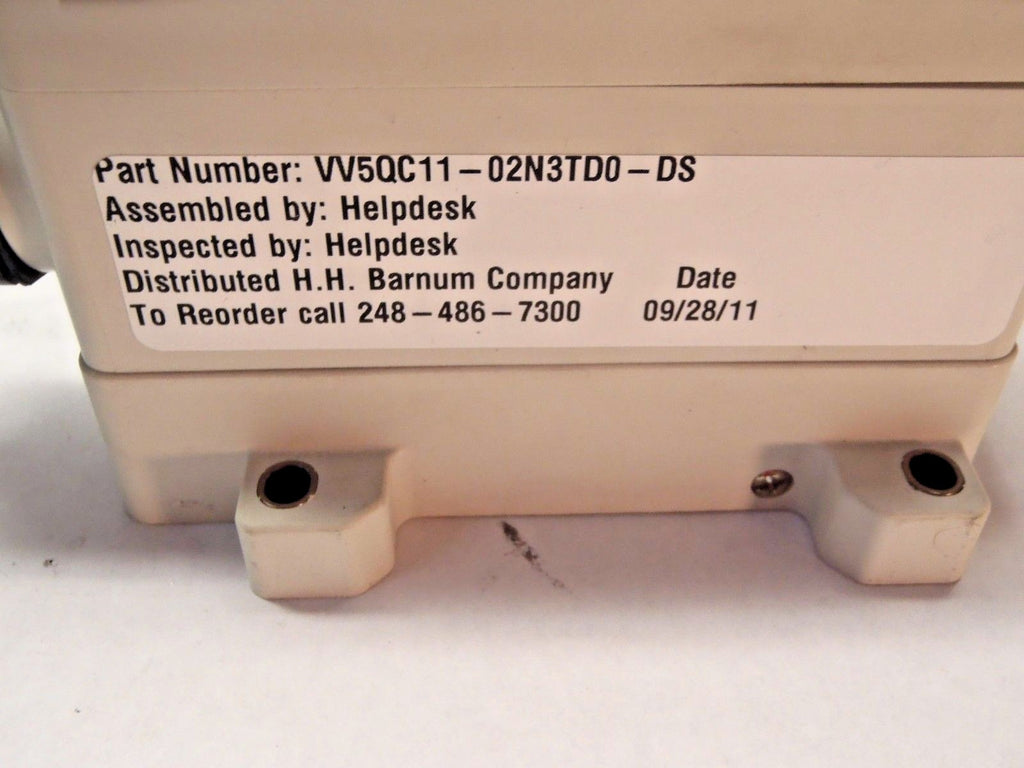 Part Number: VV5QC11-02N3TD0-DS
Assembled by: Helpdesk
Inspected by: Helpdesk
Distributed H.H. Barnum Company Date
To Reorder call 248-486-7300 09/28/11